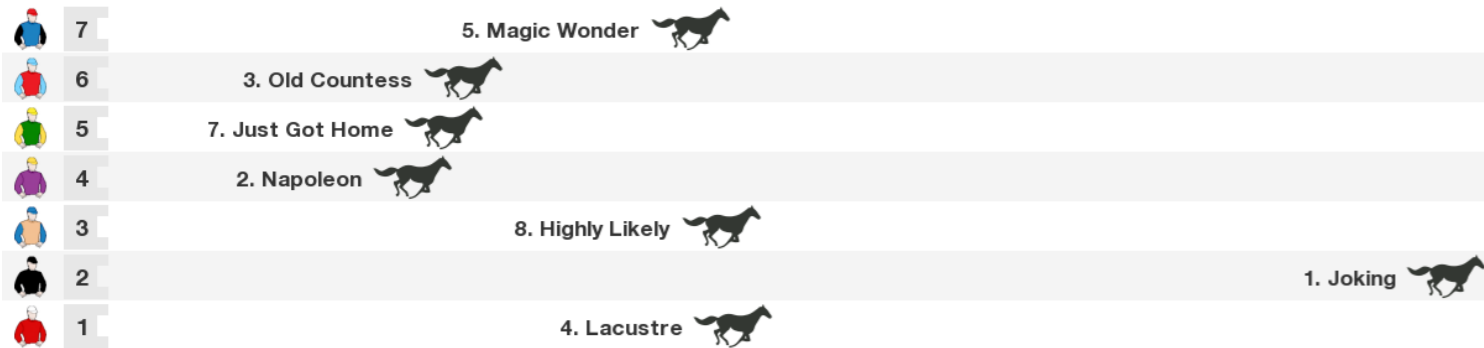 7 5. Magic Wonder
6 3. Old Countess
5 7. Just Got Home
4 2. Napoleon
3 8. Highly Likely
2 1. Joking
1 4. Lacustre